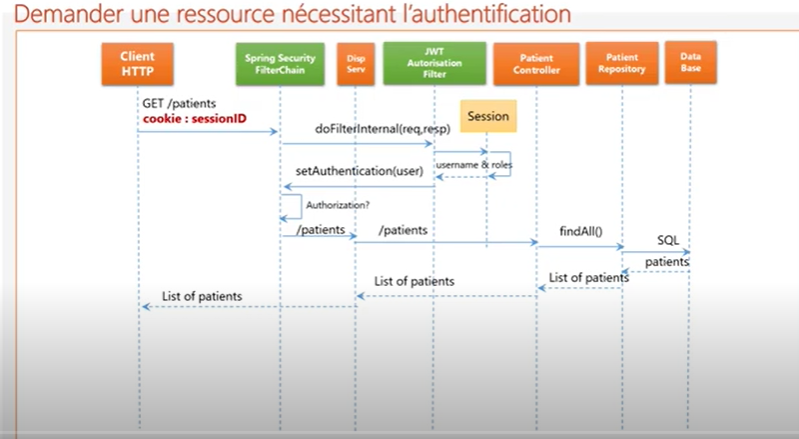 Demander une ressource nécessitant l'authentification
Client
HTTP
Spring Security
FilterChain
Disp
Serv
JWT
Autorisation
Filter
Patient
Controller
Patient
Repository
Data
Base
GET /patients
cookie : sessionID
Session
doFilterInternal(req,resp)
username & roles
setAuthentication(user)
Authorization?
/patients
/patients
findAll()
SQL
patients
List of patients
List of patients
List of patients